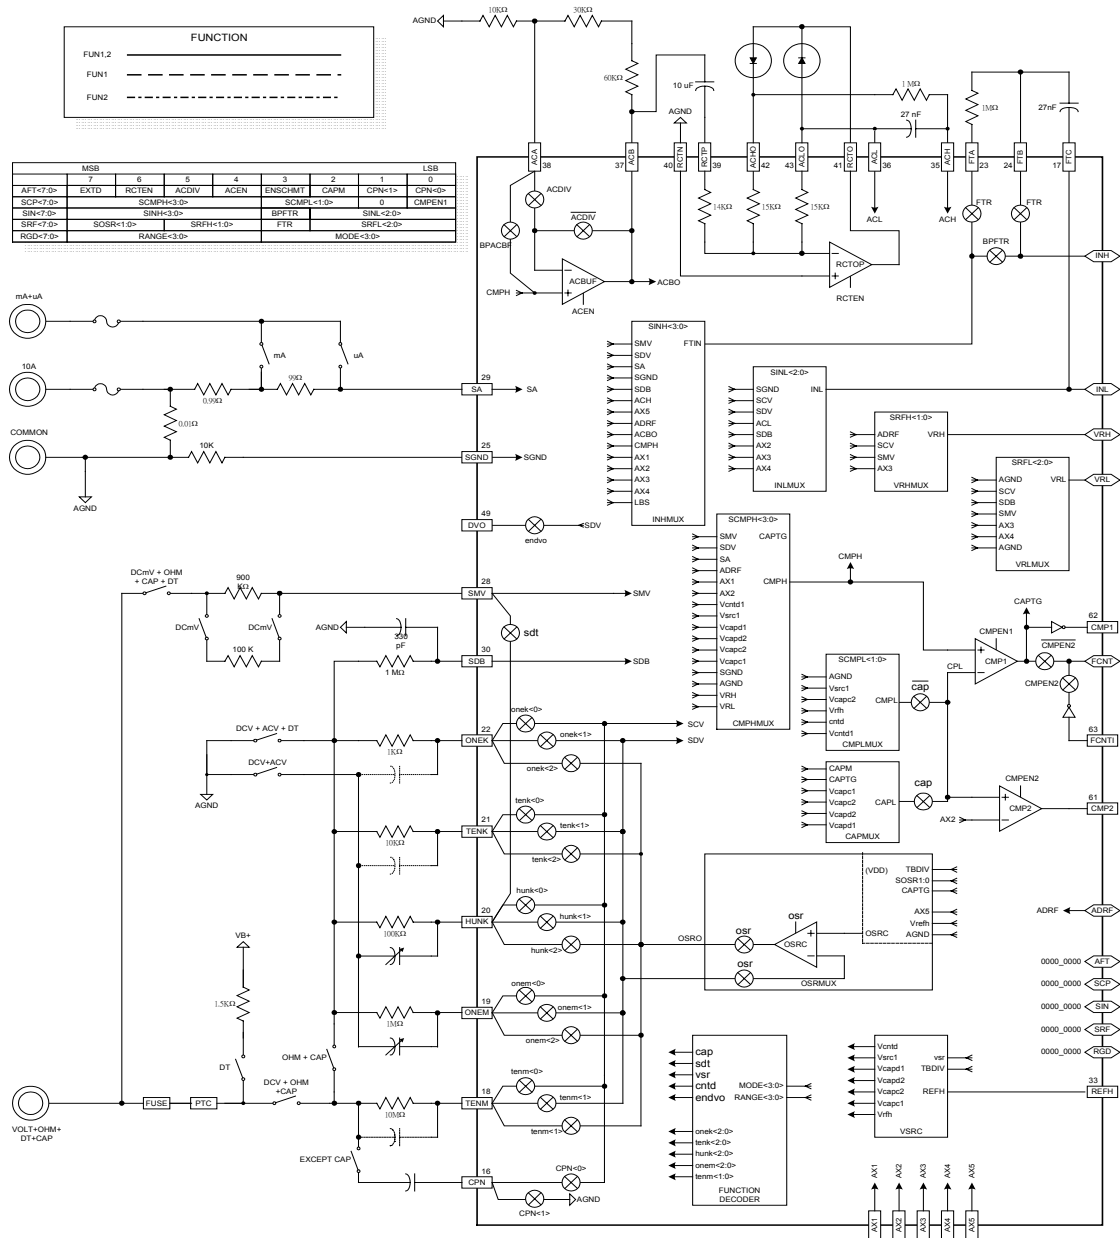 FUNCTION
FUN1,2
FUN1
FUN2
AGND
10KΩ
30KΩ
60KΩ
10 uF
AGND
1 MΩ
27 nF
1MΩ
27nF
MSB LSB
7 6 5 4 3 2 1 0
AFT<7:0> EXTD RCTEN ACDIV ACEN ENSCHMT CAPM CPN<1> CPN<0>
SCP<7:0> SCMPH<3:0> SCMPL<1:0> 0 CMPEN1
SIN<7:0> SINH<3:0> BPFTR SINL<2:0>
SRF<7:0> SOSR<1:0> SRFH<1:0> FTR SRFL<2:0>
RGD<7:0> RANGE<3:0> MODE<3:0>
ACA
38
37
ACB
40
RCTN
RCTP
39
ACHO
42
43
ACLO
41
RCTO
ACL
36
35
ACH
FTA
23
24
FTB
17
FTC
ACDIV
ACDIV
BPACBF
CMPH
ACBUF
ACEN
ACBO
14KΩ
15KΩ
15KΩ
RCTOP
RCTEN
ACL
ACH
FTR
FTR
BPFTR
INH
mA+uA
mA
uA
10A
0.99Ω
99Ω
0.01Ω
COMMON
10K
AGND
29
SA
SA
25
SGND
SGND
49
DVO
endvo
SDV
SINH<3:0>
SMV FTIN
SDV
SA
SGND
SDB
ACH
AX5
ADRF
ACBO
CMPH
AX1
AX2
AX3
AX4
LBS
INHMUX
SINL<2:0>
SGND INL
SCV
SDV
ACL
SDB
AX2
AX3
AX4
INLMUX
INL
SRFH<1:0>
ADRF VRH
SCV
SMV
AX3
VRHMUX
VRH
SRFL<2:0>
AGND VRL
SCV
SDB
SMV
AX3
AX4
AGND
VRLMUX
VRL
SCMPH<3:0>
SMV CAPTG
SDV
SA
ADRF
AX1 CMPH
AX2
Vcntd1
Vsrc1
Vcapd1
Vcapd2
Vcapc2
Vcapc1
SGND
AGND
VRH
VRL
CMPHMUX
CMPH
DCmV + OHM
+ CAP + DT
900
KΩ
DCmV
DCmV
100 K
AGND
330
pF
1 MΩ
28
SMV
SMV
sdt
30
SDB
SDB
SCMPL<1:0>
AGND
Vsrc1
Vcapc2 CMPL
Vrfh
cntd
Vcntd1
CMPLMUX
cap
CPL
CMPEN1
CMP1
CAPTG
CMPEN2
62
CMP1
FCNT
CMPEN2
63
FCNTI
CAPM
CAPTG
Vcapc1
Vcapc2 CAPL
Vcapd2
Vcapd1
CAPMUX
cap
AX2
CMPEN2
CMP2
61
CMP2
DCV + ACV + DT
DCV+ACV
AGND
1KΩ
22
ONEK
onek<0>
onek<1>
onek<2>
SCV
SDV
10KΩ
21
TENK
tenk<0>
tenk<1>
tenk<2>
100KΩ
20
HUNK
hunk<0>
hunk<1>
hunk<2>
OSRO
osr
osr
osr
OSRC
OSRC
(VDD)
TBDIV
SOSR1:0
CAPTG
AX5
Vrefh
AGND
OSRMUX
ADRF
ADRF
0000_0000 AFT
0000_0000 SCP
0000_0000 SIN
0000_0000 SRF
0000_0000 RGD
VB+
1.5KΩ
DT
1MΩ
19
ONEM
onem<0>
onem<1>
onem<2>
OHM + CAP
DCV + OHM
+CAP
FUSE
PTC
VOLT+OHM+
DT+CAP
10MΩ
18
TENM
tenm<0>
tenm<1>
tenm<1>
EXCEPT CAP
16
CPN
CPN<0>
CPN<1>
AGND
cap
sdt
vsr
cntd MODE<3:0>
endvo RANGE<3:0>
onek<2:0>
tenk<2:0>
hunk<2:0>
onem<2:0>
tenm<1:0>
FUNCTION
DECODER
Vcntd
Vsrc1 vsr
Vcapd1 TBDIV
Vcapd2
Vcapc2 REFH
Vcapc1
Vrfh
VSRC
33
REFH
AX1
AX2
AX3
AX4
AX5
AX1
AX2
AX3
AX4
AX5